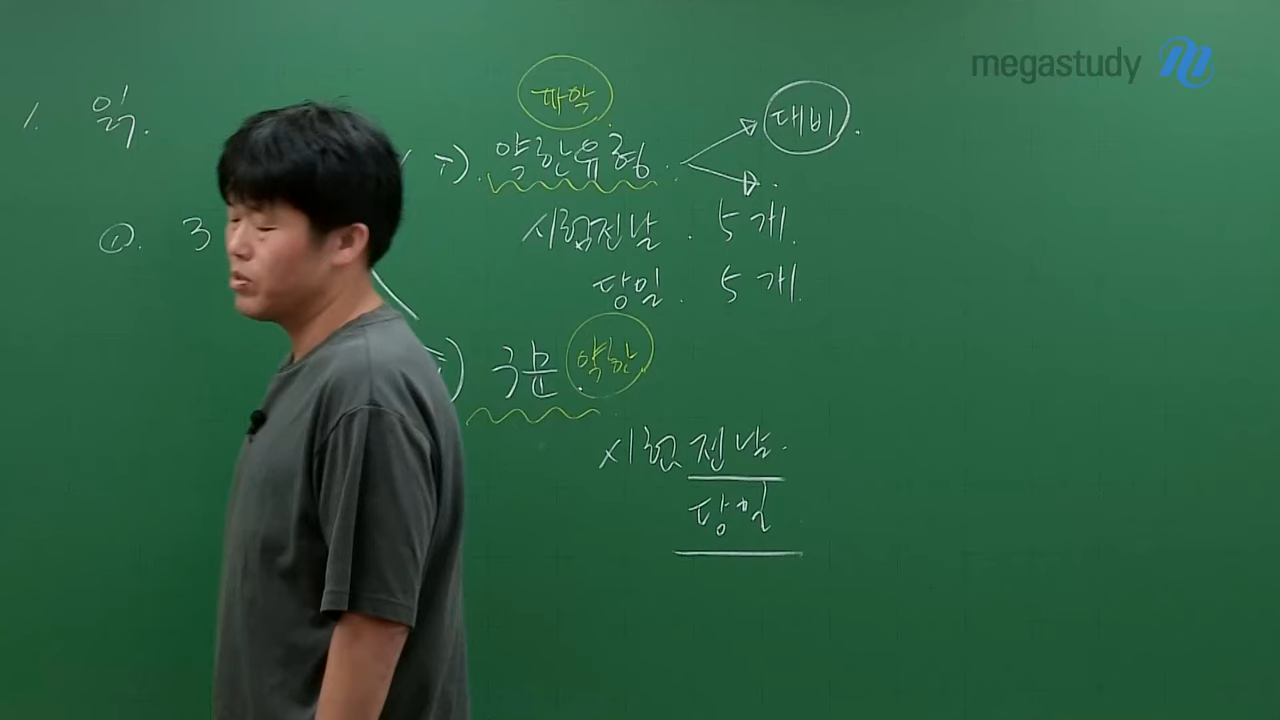 megastudy
파악
1. 읽.
약한유형.
대비.
①. 3
시험전날. 5개.
당일. 5개.
구문 약한.
시험전날.
당일